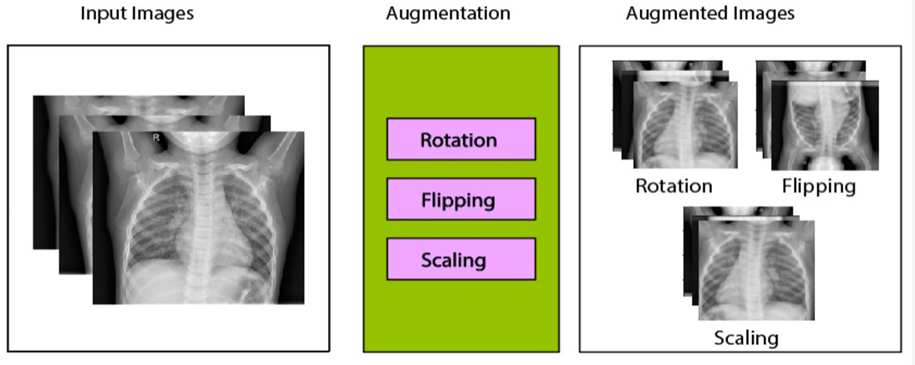 Input Images
Augmentation
Augmented Images
R
Rotation
Flipping
Scaling
Rotation
Flipping
Scaling